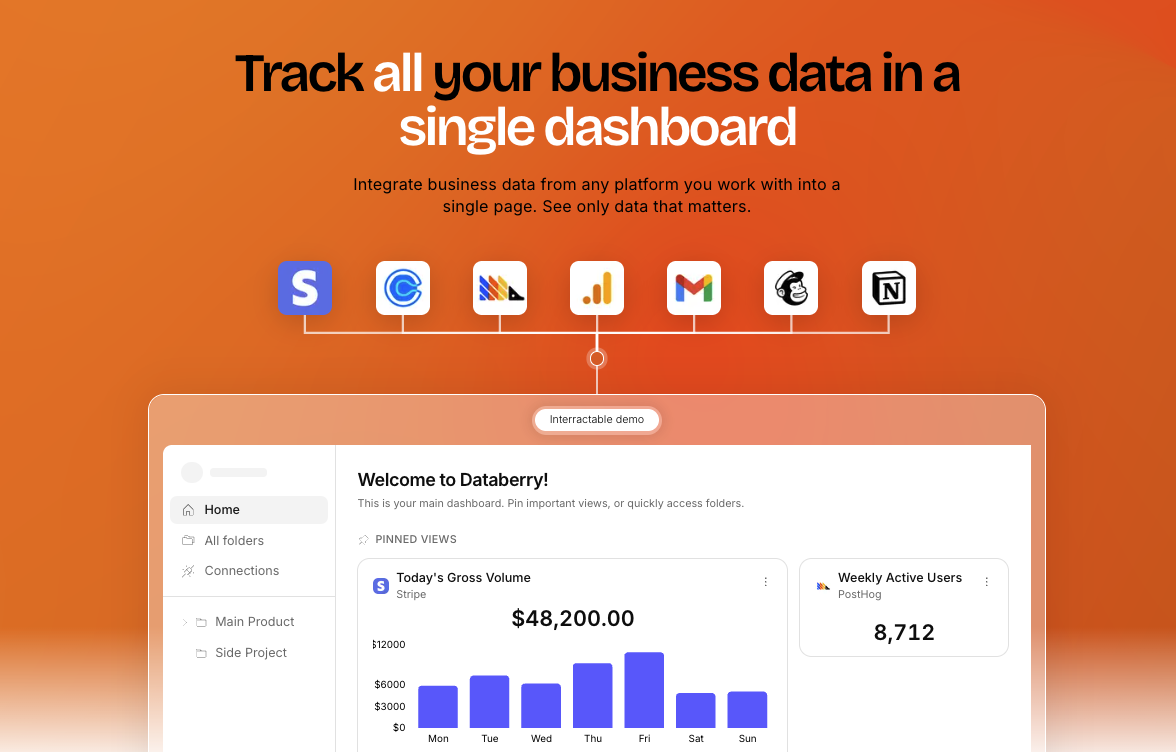 Track all your business data in a
single dashboard
Integrate business data from any platform you work with into a
single page. See only data that matters.
Interractable demo
Home
All folders
Connections
Main Product
Side Project
Welcome to Databerry!
This is your main dashboard. Pin important views, or quickly access folders.
PINNED VIEWS
Today's Gross Volume
Stripe
$48,200.00
$12000
$6000
$3000
$0
Mon Tue Wed Thu Fri Sat Sun
Weekly Active Users
PostHog
8,712